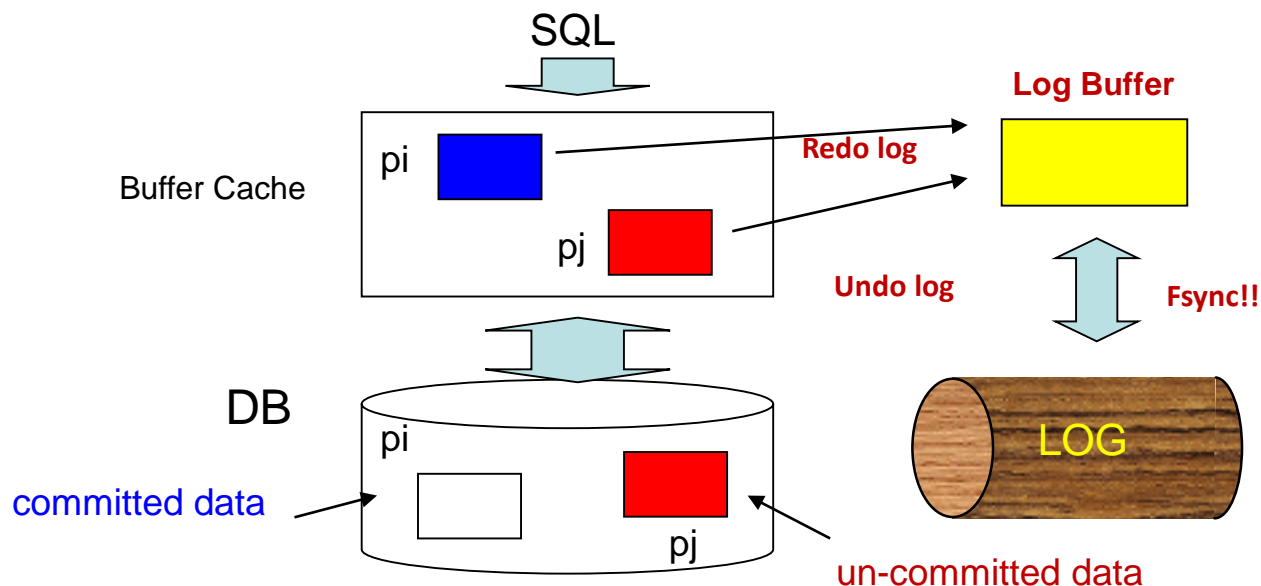 SQL
Log Buffer
pi
Redo log
Buffer Cache
pj
Undo log
Fsync!!
DB
pi
LOG
committed data
pj
un-committed data